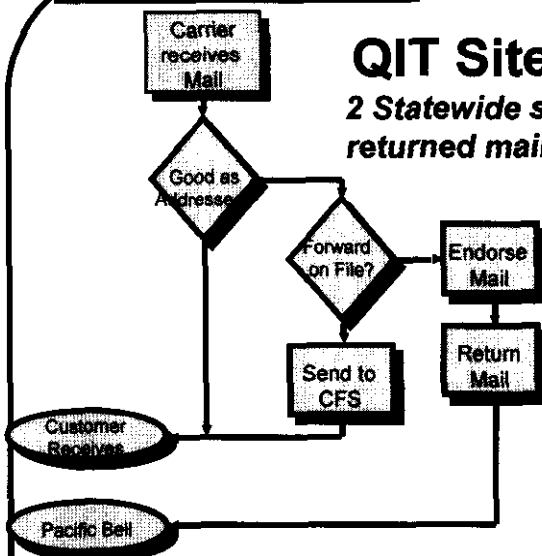 Carrier
receives
Mail
QIT Site
2 Statewide s
returned mai
Good as
Addresse
Forward
on File?
Endorse
Mail
Send to
CFS
Return
Mail
Customer
Receives
Pacific Bell